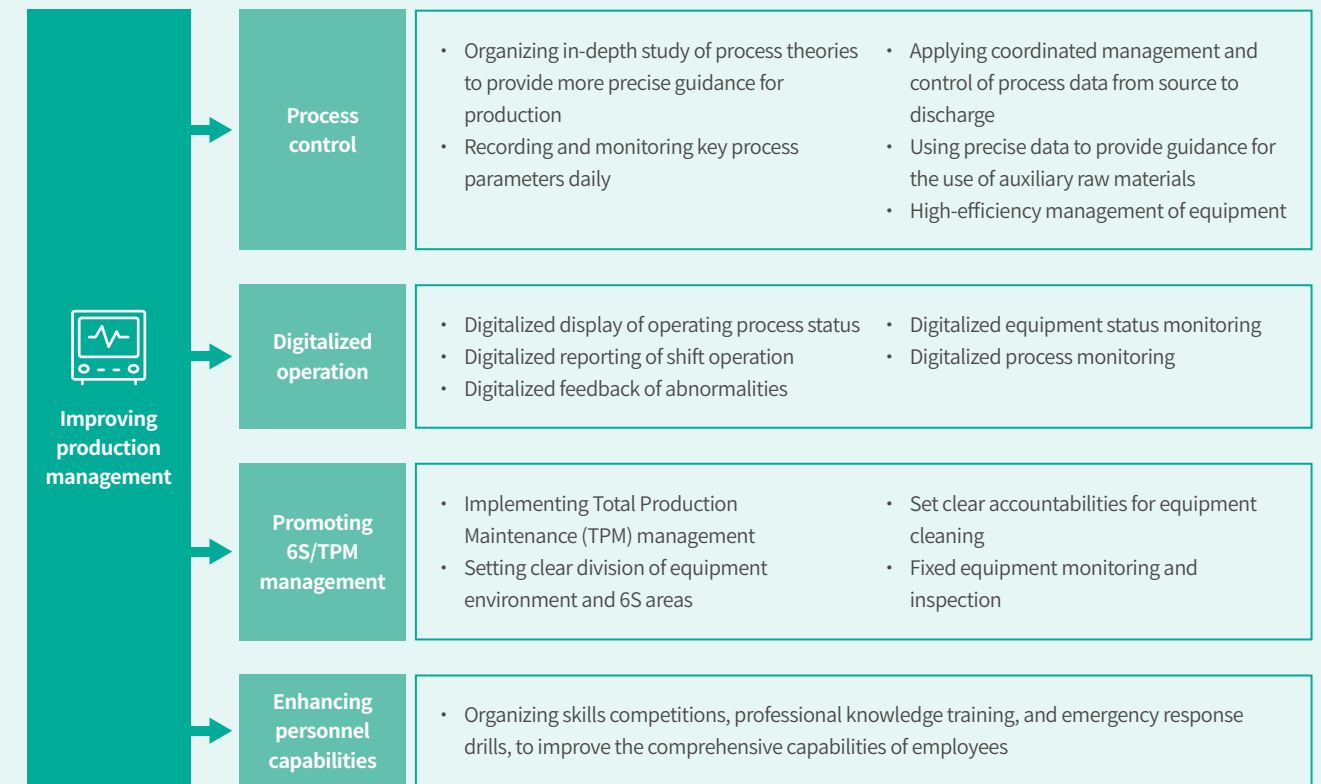 Improving
production
management
Process
control
· Organizing in-depth study of process theories
to provide more precise guidance for
production
· Recording and monitoring key process
parameters daily
· Applying coordinated management and
control of process data from source to
discharge
· Using precise data to provide guidance for
the use of auxiliary raw materials
· High-efficiency management of equipment
Digitalized
operation
· Digitalized display of operating process status
· Digitalized reporting of shift operation
· Digitalized feedback of abnormalities
· Digitalized equipment status monitoring
· Digitalized process monitoring
Promoting
6S/TPM
management
· Implementing Total Production
Maintenance (TPM) management
· Setting clear division of equipment
environment and 6S areas
· Set clear accountabilities for equipment
cleaning
· Fixed equipment monitoring and
inspection
Enhancing
personnel
capabilities
· Organizing skills competitions, professional knowledge training, and emergency response
drills, to improve the comprehensive capabilities of employees